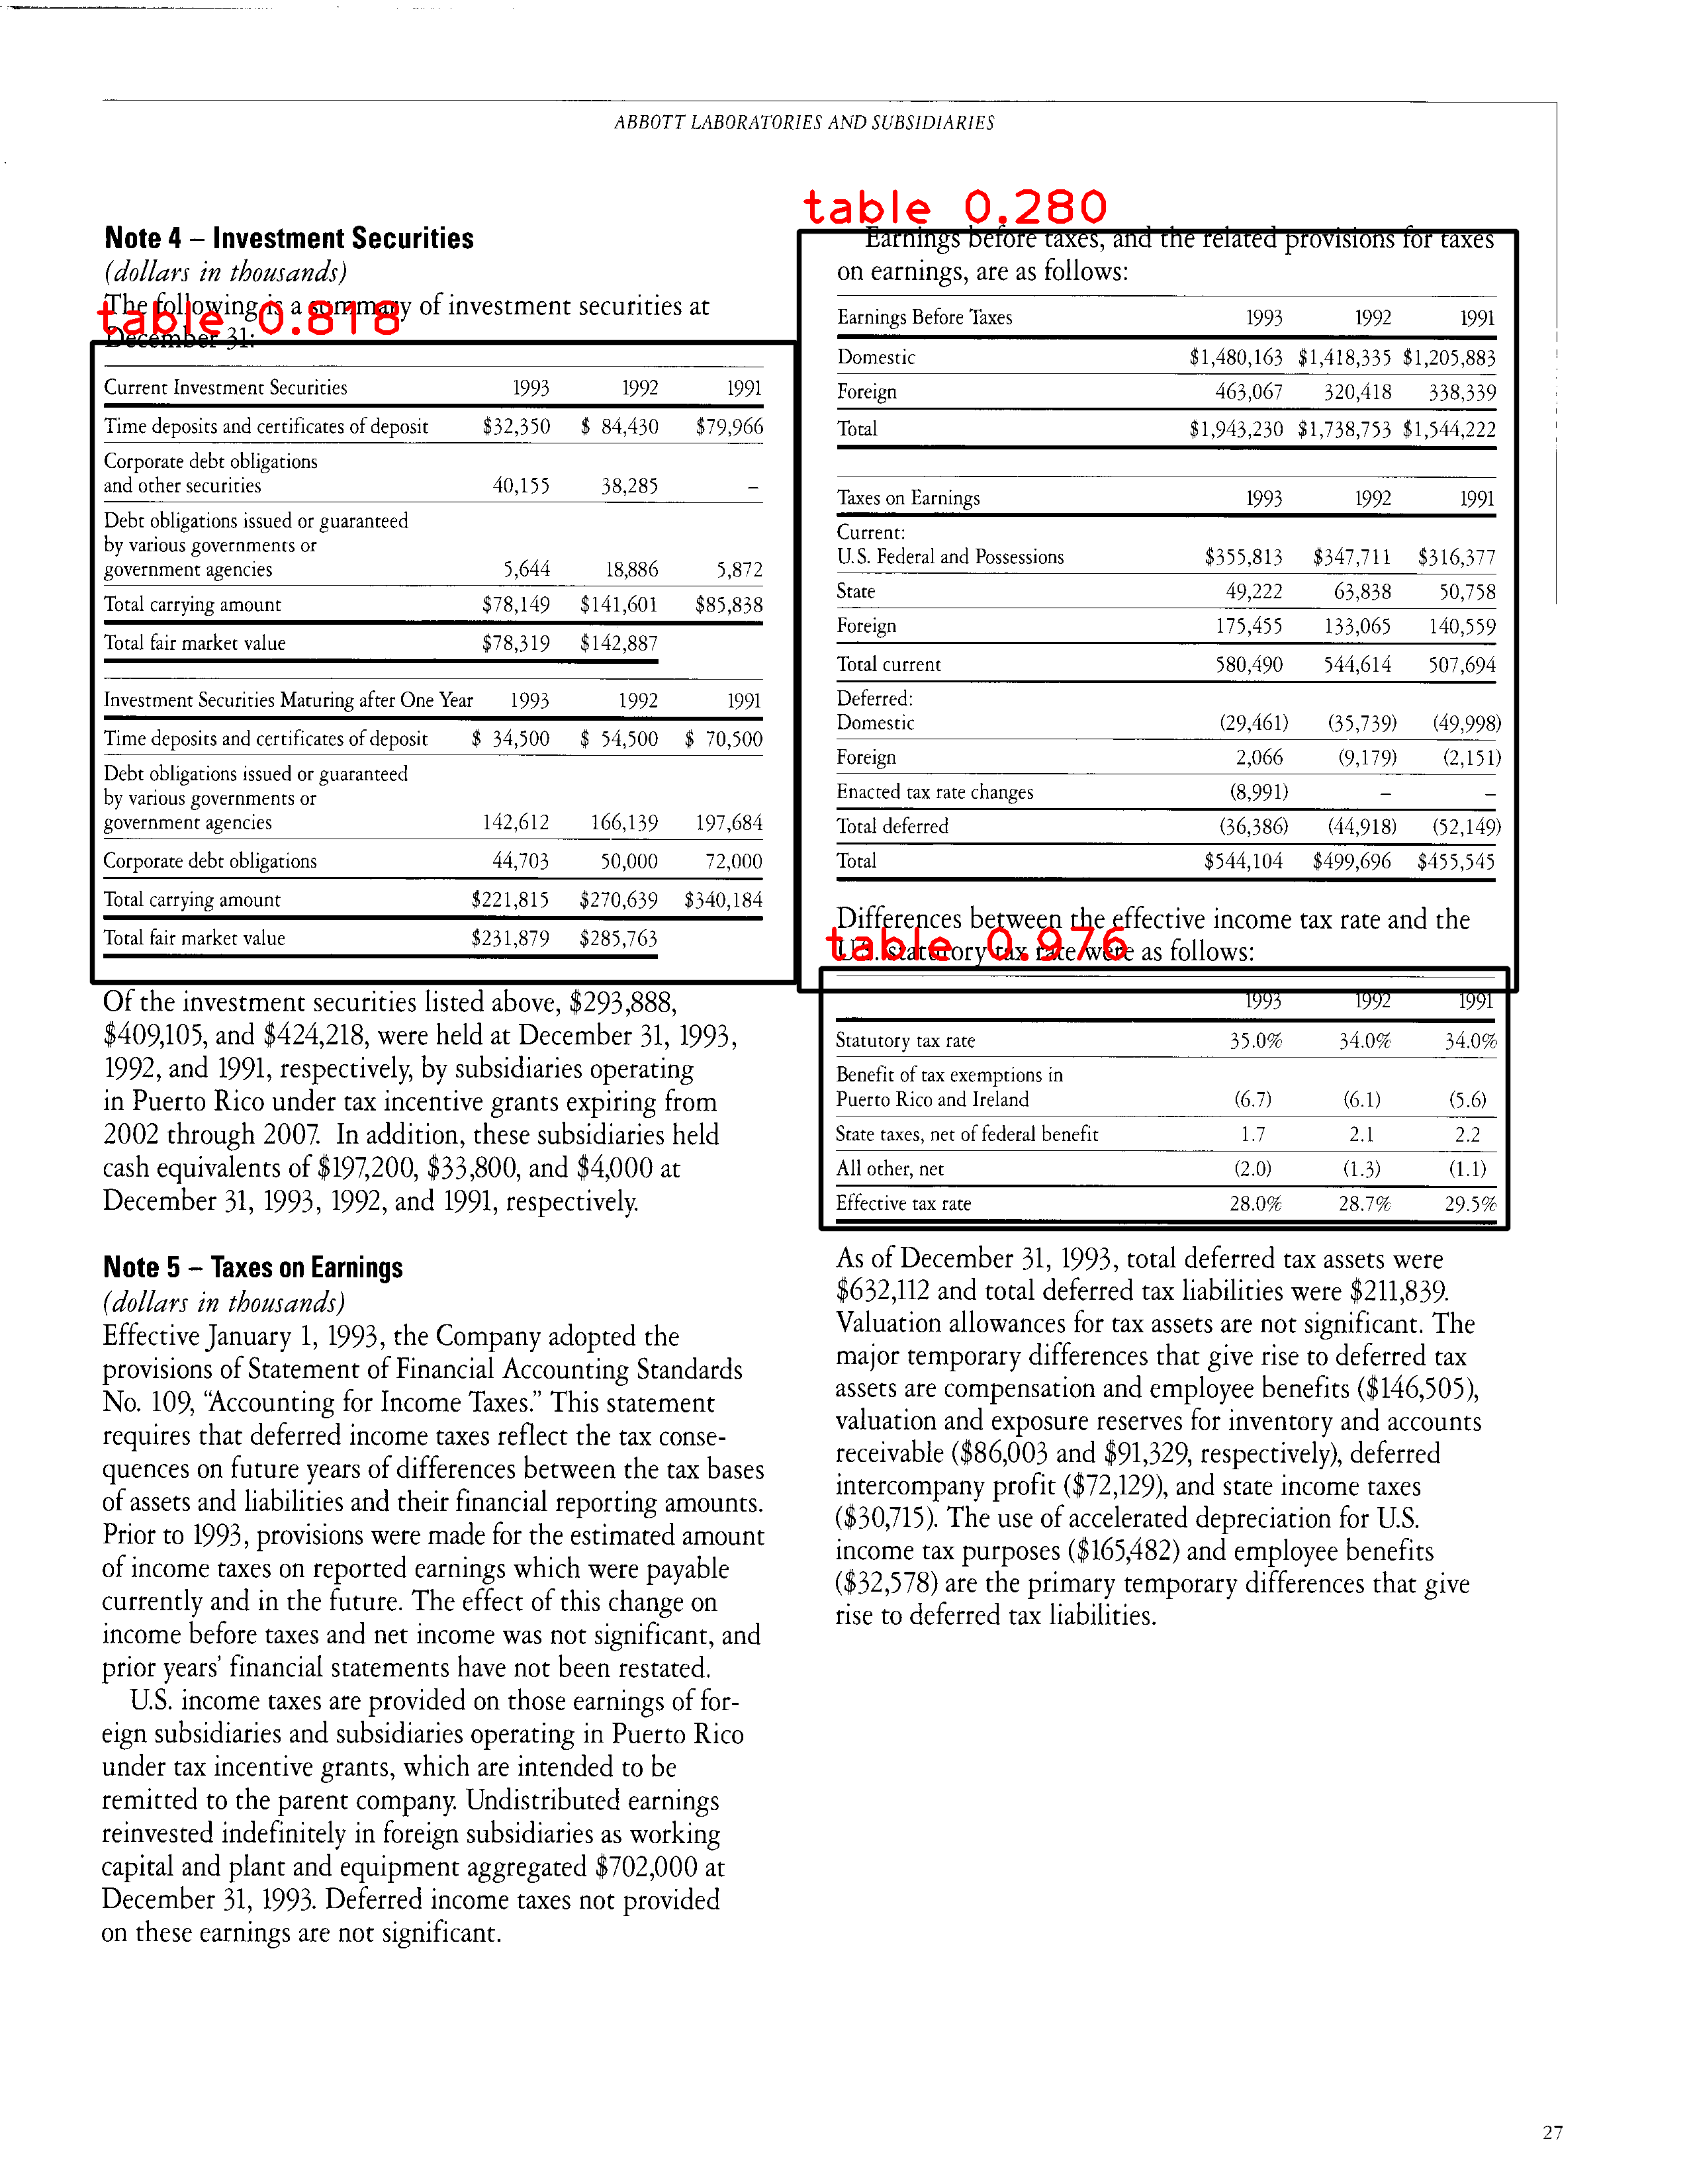 ABBOTT LABORATORIES AND SUBSIDIARIES
Note 4 – Investment Securities
(dollars in thousands)
The following is a summary of investment securities at
December 31:
table 0.818
Current Investment Securities 1993 1992 1991
Time deposits and certificates of deposit $32,350 $ 84,430 $79,966
Corporate debt obligations
and other securities 40,155 38,285 –
Debt obligations issued or guaranteed
by various governments or
government agencies 5,644 18,886 5,872
Total carrying amount $78,149 $141,601 $85,838
Total fair market value $78,319 $142,887
Investment Securities Maturing after One Year 1993 1992 1991
Time deposits and certificates of deposit $ 34,500 $ 54,500 $ 70,500
Debt obligations issued or guaranteed
by various governments or
government agencies 142,612 166,139 197,684
Corporate debt obligations 44,703 50,000 72,000
Total carrying amount $221,815 $270,639 $340,184
Total fair market value $231,879 $285,763
Of the investment securities listed above, $293,888,
$409,105, and $424,218, were held at December 31, 1993,
1992, and 1991, respectively, by subsidiaries operating
in Puerto Rico under tax incentive grants expiring from
2002 through 2007. In addition, these subsidiaries held
cash equivalents of $197,200, $33,800, and $4,000 at
December 31, 1993, 1992, and 1991, respectively.
Note 5 – Taxes on Earnings
(dollars in thousands)
Effective January 1, 1993, the Company adopted the
provisions of Statement of Financial Accounting Standards
No. 109, “Accounting for Income Taxes.” This statement
requires that deferred income taxes reflect the tax conse-
quences on future years of differences between the tax bases
of assets and liabilities and their financial reporting amounts.
Prior to 1993, provisions were made for the estimated amount
of income taxes on reported earnings which were payable
currently and in the future. The effect of this change on
income before taxes and net income was not significant, and
prior years’ financial statements have not been restated.
U.S. income taxes are provided on those earnings of for-
eign subsidiaries and subsidiaries operating in Puerto Rico
under tax incentive grants, which are intended to be
remitted to the parent company. Undistributed earnings
reinvested indefinitely in foreign subsidiaries as working
capital and plant and equipment aggregated $702,000 at
December 31, 1993. Deferred income taxes not provided
on these earnings are not significant.
table 0.280
Earnings before taxes, and the related provisions for taxes
on earnings, are as follows:
Earnings Before Taxes 1993 1992 1991
Domestic $1,480,163 $1,418,335 $1,205,883
Foreign 463,067 320,418 338,339
Total $1,943,230 $1,738,753 $1,544,222
Taxes on Earnings 1993 1992 1991
Current:
U.S. Federal and Possessions $355,813 $347,711 $316,377
State 49,222 63,838 50,758
Foreign 175,455 133,065 140,559
Total current 580,490 544,614 507,694
Deferred:
Domestic (29,461) (35,739) (49,998)
Foreign 2,066 (9,179) (2,151)
Enacted tax rate changes (8,991) – –
Total deferred (36,386) (44,918) (52,149)
Total $544,104 $499,696 $455,545
Differences between the effective income tax rate and the
U.S. statutory tax rate were as follows:
table 0.976
1993 1992 1991
Statutory tax rate 35.0% 34.0% 34.0%
Benefit of tax exemptions in
Puerto Rico and Ireland (6.7) (6.1) (5.6)
State taxes, net of federal benefit 1.7 2.1 2.2
All other, net (2.0) (1.3) (1.1)
Effective tax rate 28.0% 28.7% 29.5%
As of December 31, 1993, total deferred tax assets were
$632,112 and total deferred tax liabilities were $211,839.
Valuation allowances for tax assets are not significant. The
major temporary differences that give rise to deferred tax
assets are compensation and employee benefits ($146,505),
valuation and exposure reserves for inventory and accounts
receivable ($86,003 and $91,329, respectively), deferred
intercompany profit ($72,129), and state income taxes
($30,715). The use of accelerated depreciation for U.S.
income tax purposes ($165,482) and employee benefits
($32,578) are the primary temporary differences that give
rise to deferred tax liabilities.
27